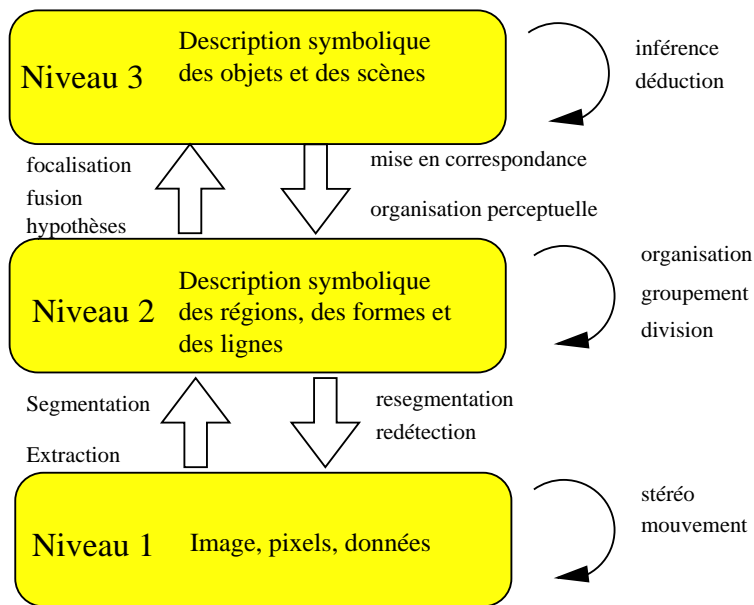 Niveau 3
Description symbolique
des objets et des scènes
inférence
déduction
focalisation
fusion
hypothèses
mise en correspondance
organisation perceptuelle
Niveau 2
Description symbolique
des régions, des formes et
des lignes
organisation
groupement
division
Segmentation
Extraction
resegmentation
redétection
Niveau 1
Image, pixels, données
stéréo
mouvement